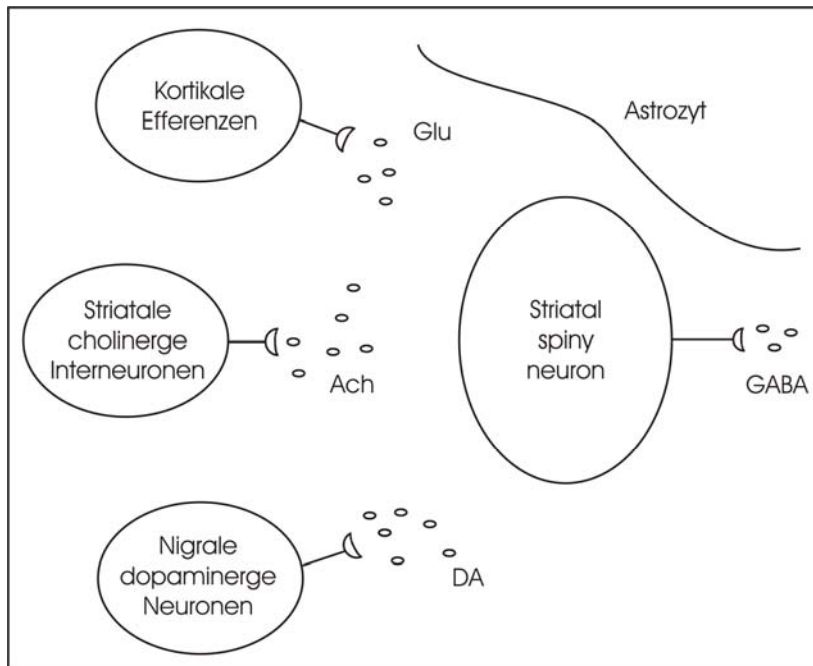 Kortikale
Efferenzen
Glu
Astrozyt
Striatale
cholinerge
Interneuronen
Ach
Striatal
spiny
neuron
GABA
Nigrale
dopaminerge
Neuronen
DA